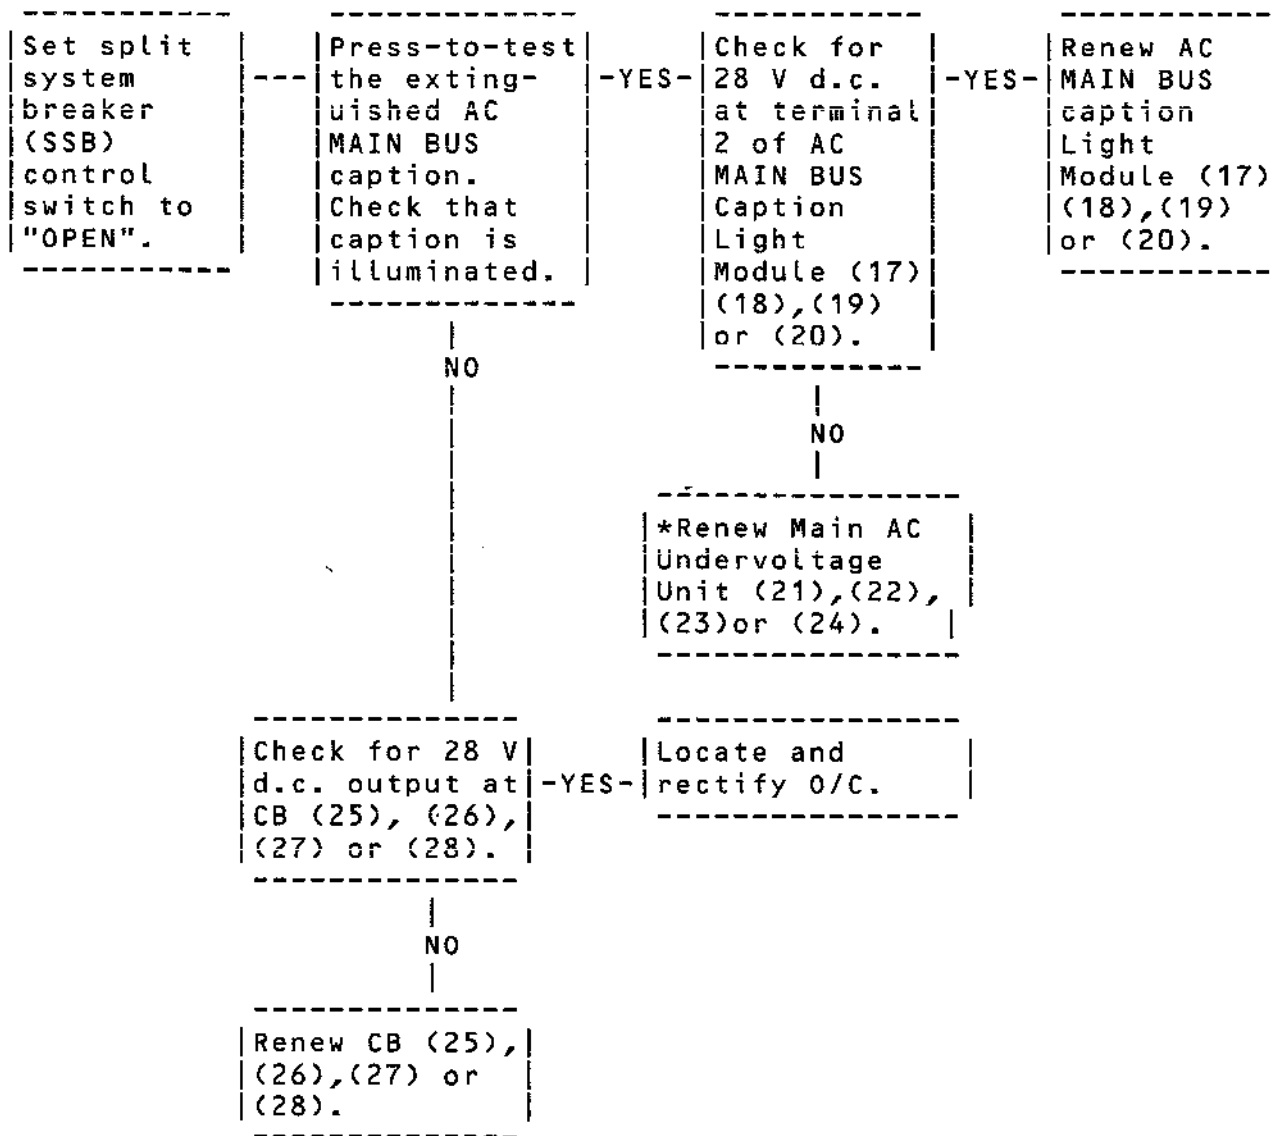 Set split
system
breaker
(SSB)
control
switch to
"OPEN".
Press-to-test
the exting-
uished AC
MAIN BUS
caption.
Check that
caption is
illuminated.
-YES-
Check for
28 V d.c.
at terminal
2 of AC
MAIN BUS
Caption
Light
Module (17)
(18),(19)
or (20).
-YES-
Renew AC
MAIN BUS
caption
Light
Module (17)
(18),(19)
or (20).
NO
NO
*Renew Main AC
Undervoltage
Unit (21),(22),
(23)or (24).
Check for 28 V
d.c. output at
CB (25), (26),
(27) or (28).
-YES-
Locate and
rectify O/C.
NO
Renew CB (25),
(26),(27) or
(28).